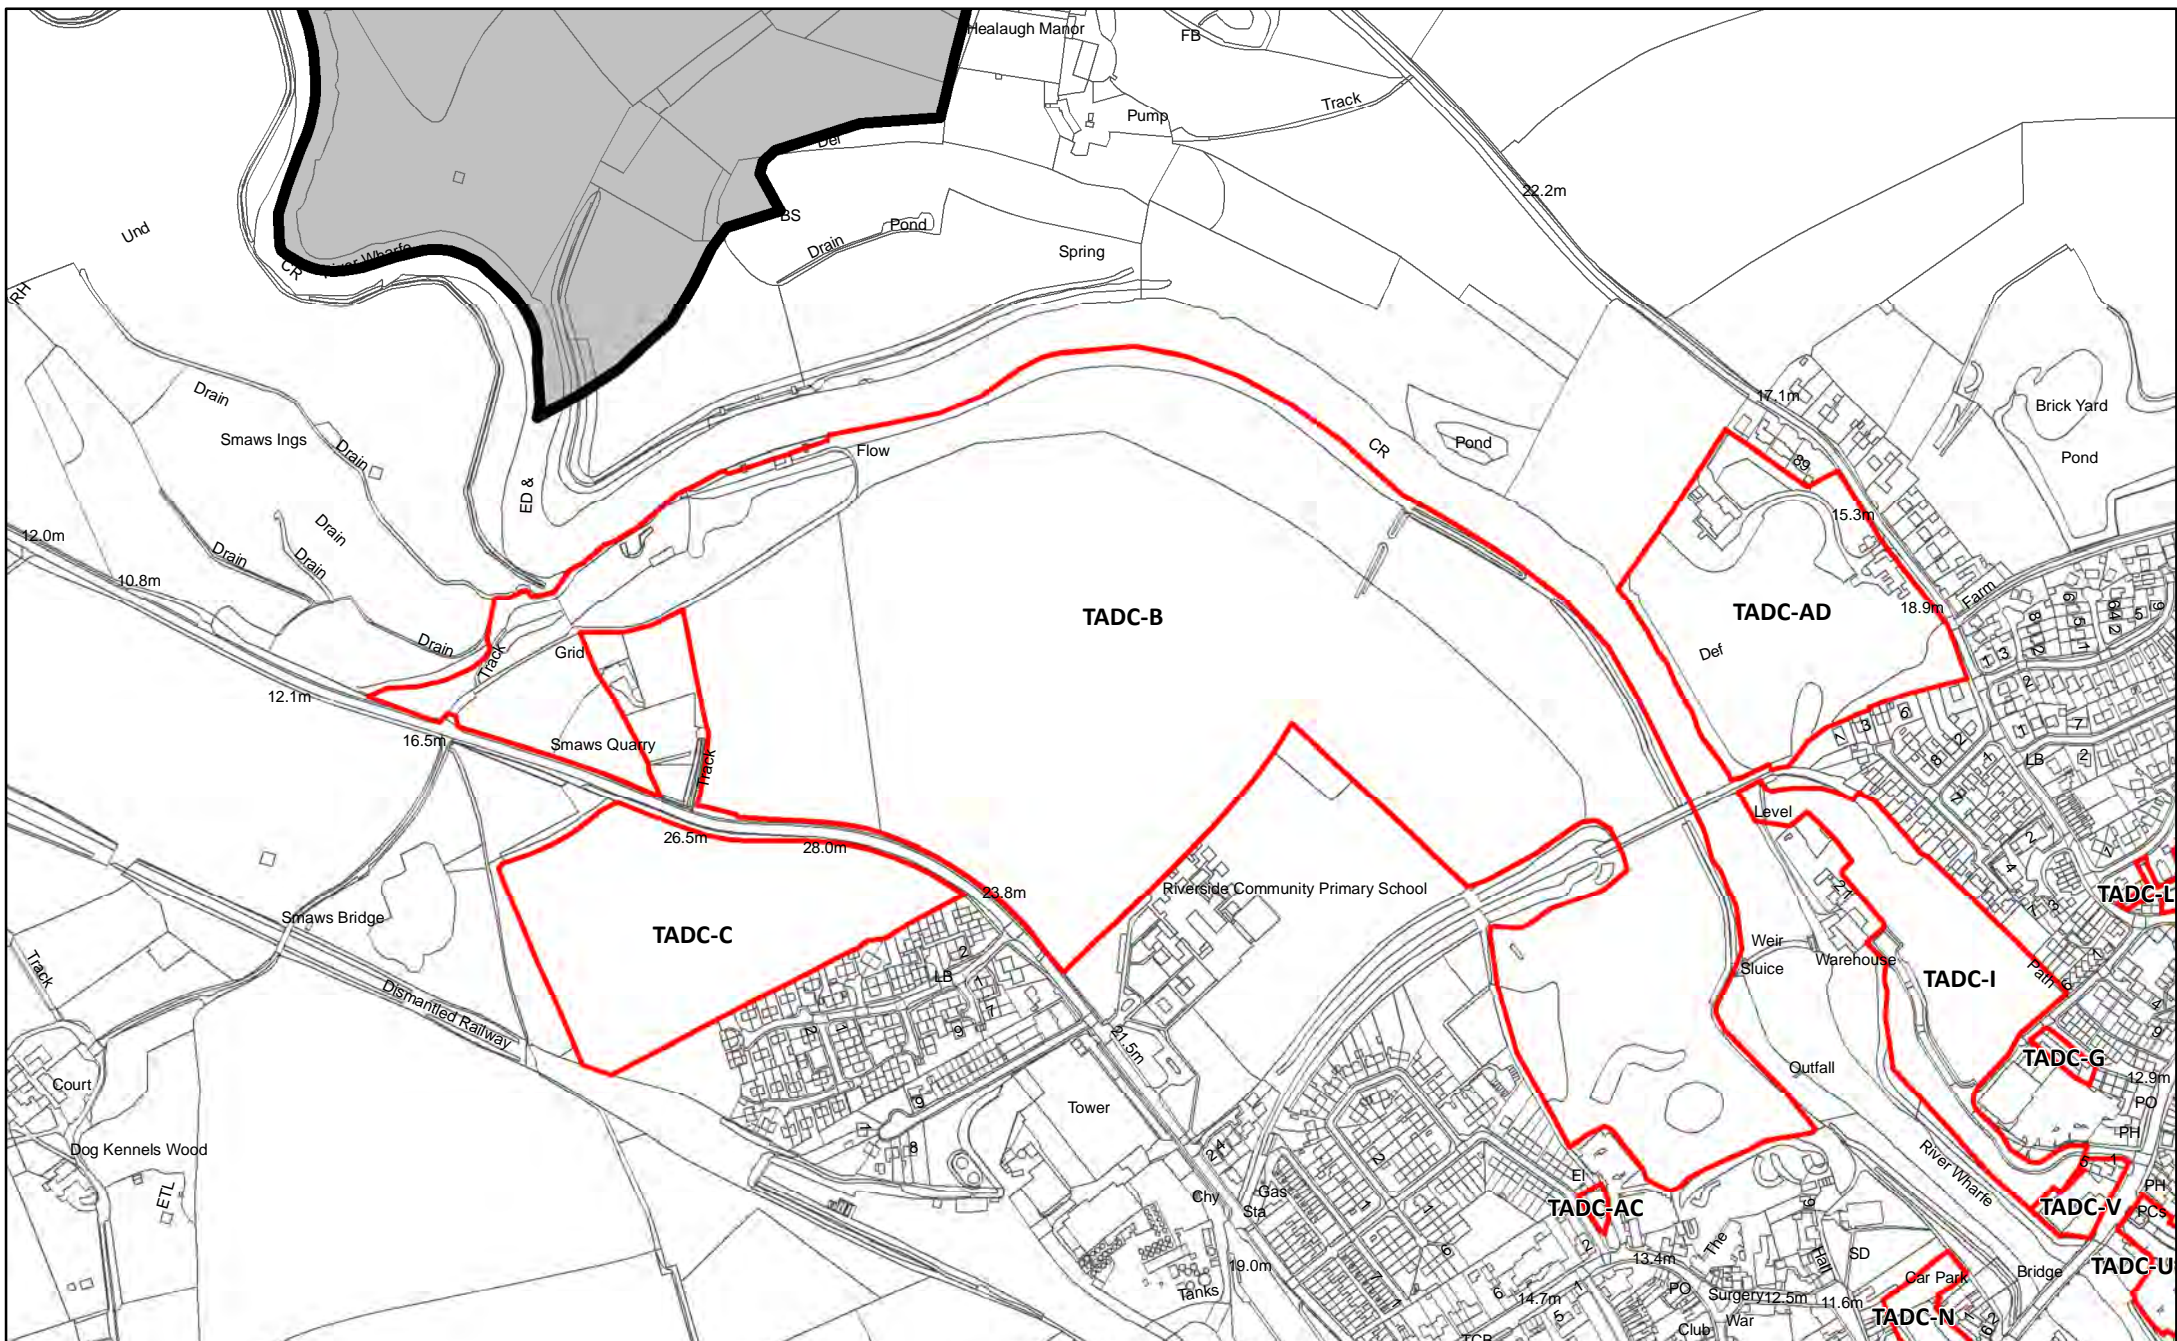 Healaugh Manor
FB
Track
Pump
Def
22.2m
BS
Pond
Drain
Spring
Und
River Wharfe
CR
RH
17.1m
Brick Yard
Pond
Drain
Smaws Ings
Drain
Flow
CR
Pond
89
ED &
12.0m
Drain
Drain
Drain
10.8m
15.3m
Farm
18.9m
TADC-B
TADC-AD
Def
Drain
Track
Grid
12.1m
16.5m
Smaws Quarry
Track
LB
Level
26.5m
28.0m
23.8m
Riverside Community Primary School
21
TADC-L
Smaws Bridge
TADC-C
Weir
Sluice
Warehouse
TADC-I
Path
Track
LB
Dismantled Railway
21.5m
Outfall
TADC-G
12.9m
Court
Tower
PO
PH
Dog Kennels Wood
ETL
El
River Wharfe
Chy
Gas
Sta
TADC-AC
TADC-V
PH
PCs
The
Hall
SD
13.4m
19.0m
Tanks
Bridge
TADC-U
Car Park
PO
Surgery
12.5m
11.6m
14.7m
War
Club
TCB
TADC-N